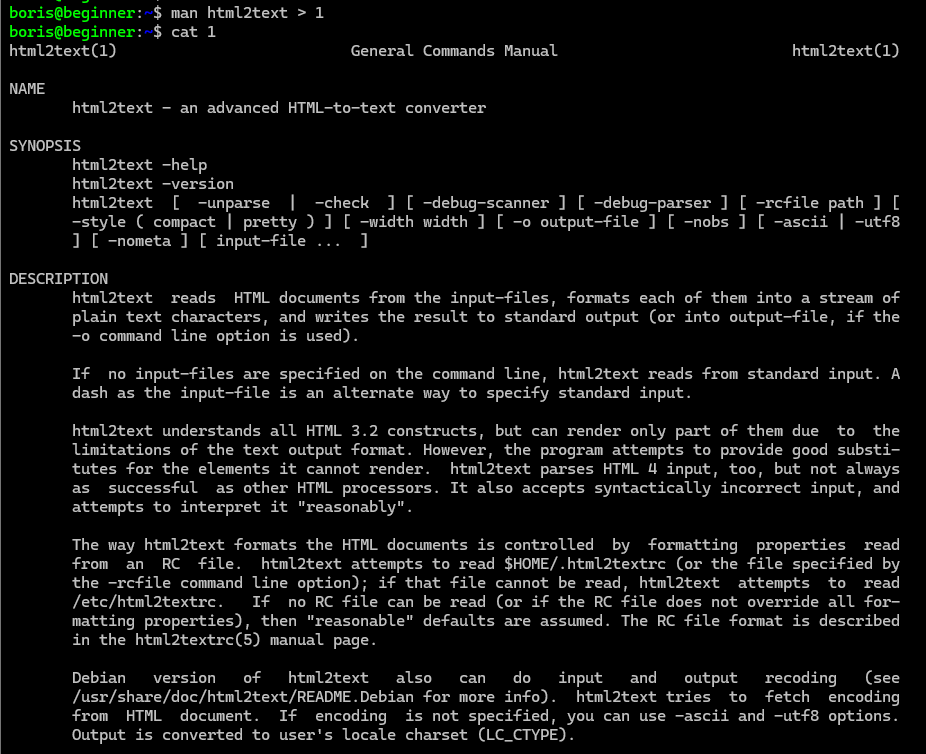 boris@beginner:~$ man html2text > 1
boris@beginner:~$ cat 1
html2text(1)                          General Commands Manual                          html2text(1)

NAME
       html2text - an advanced HTML-to-text converter

SYNOPSIS
       html2text -help
       html2text -version
       html2text  [  -unparse  |  -check  ] [ -debug-scanner ] [ -debug-parser ] [ -rcfile path ] [
       -style ( compact | pretty ) ] [ -width width ] [ -o output-file ] [ -nobs ] [ -ascii | -utf8
       ] [ -nometa ] [ input-file ...  ]

DESCRIPTION
       html2text  reads  HTML documents from the input-files, formats each of them into a stream of
       plain text characters, and writes the result to standard output (or into output-file, if the
       -o command line option is used).

       If  no input-files are specified on the command line, html2text reads from standard input. A
       dash as the input-file is an alternate way to specify standard input.

       html2text understands all HTML 3.2 constructs, but can render only part of them due  to  the
       limitations of the text output format. However, the program attempts to provide good substi-
       tutes for the elements it cannot render.  html2text parses HTML 4 input, too, but not always
       as  successful  as other HTML processors. It also accepts syntactically incorrect input, and
       attempts to interpret it "reasonably".

       The way html2text formats the HTML documents is controlled  by  formatting  properties  read
       from  an  RC  file.  html2text attempts to read $HOME/.html2textrc (or the file specified by
       the -rcfile command line option); if that file cannot be read, html2text  attempts  to  read
       /etc/html2textrc.   If  no RC file can be read (or if the RC file does not override all for-
       matting properties), then "reasonable" defaults are assumed. The RC file format is described
       in the html2textrc(5) manual page.

       Debian   version   of   html2text   also   can   do   input   and   output   recoding   (see
       /usr/share/doc/html2text/README.Debian for more info).  html2text tries  to  fetch  encoding
       from  HTML  document.  If  encoding  is not specified, you can use -ascii and -utf8 options.
       Output is converted to user's locale charset (LC_CTYPE).